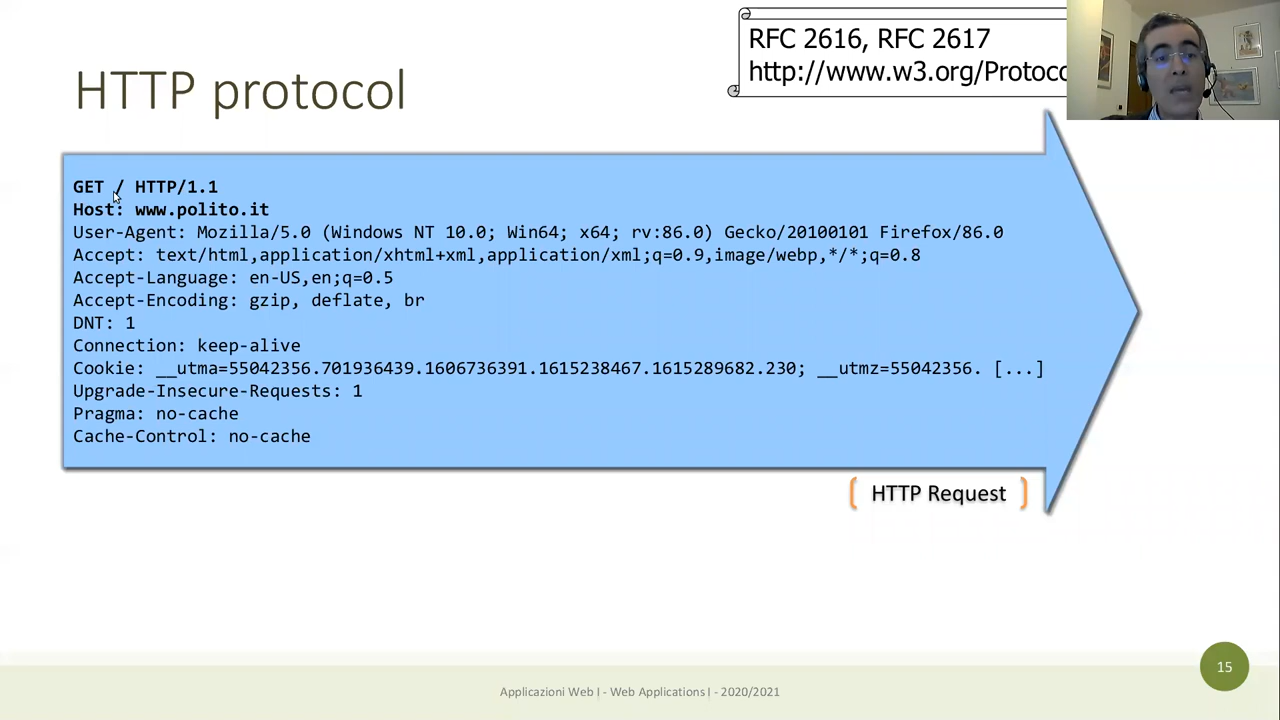 RFC 2616, RFC 2617
http://www.w3.org/Protoco
HTTP protocol
GET / HTTP/1.1
Host: www.polito.it
User-Agent: Mozilla/5.0 (Windows NT 10.0; Win64; x64; rv:86.0) Gecko/20100101 Firefox/86.0
Accept: text/html,application/xhtml+xml,application/xml;q=0.9,image/webp,*/*;q=0.8
Accept-Language: en-US,en;q=0.5
Accept-Encoding: gzip, deflate, br
DNT: 1
Connection: keep-alive
Cookie: __utma=55042356.701936439.1606736391.1615238467.1615289682.230; __utmz=55042356. [...]
Upgrade-Insecure-Requests: 1
Pragma: no-cache
Cache-Control: no-cache
HTTP Request
15
Applicazioni Web I - Web Applications I - 2020/2021